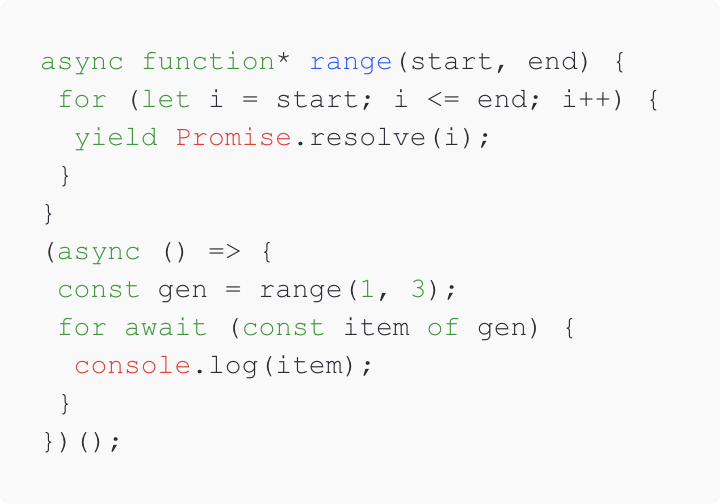 async function* range(start, end) {
 for (let i = start; i <= end; i++) {
  yield Promise.resolve(i);
 }
}
(async () => {
 const gen = range(1, 3);
 for await (const item of gen) {
  console.log(item);
 }
})();